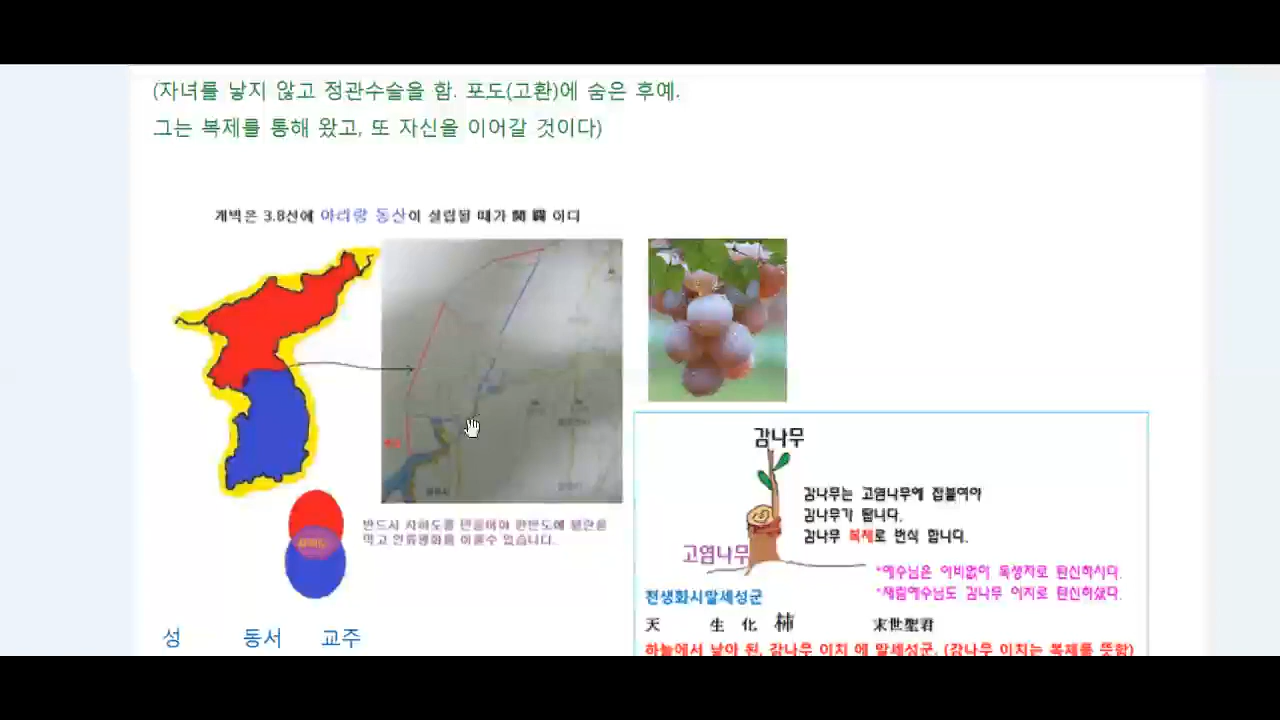 (자녀를 낳지 않고 정관수술을 함. 포도(고환)에 숨은 후예.
그는 복제를 통해 왔고, 또 자신을 이어갈 것이다)
개벽은 3.8선에 아리랑 동산이 설립될 때가 開 闢 이다
반드시 자하도를 만들어야 한반도에 평안을
먹고 인류평화를 이룰수 있습니다.
감나무
감나무는 고염나무에 접붙여야
감나무가 됩니다.
감나무 복제로 번식 합니다.
고염나무
*예수님은 아비없이 독생자로 탄신하시다.
*재림예수님도 감나무 이치로 탄신하셨다.
천생화시말세성군
天 生 化 枾 末世聖君
하늘에서 낳아 된, 감나무 이치 에 말세성군. (감나무 이치는 복제를 뜻함)
성 동서 교주